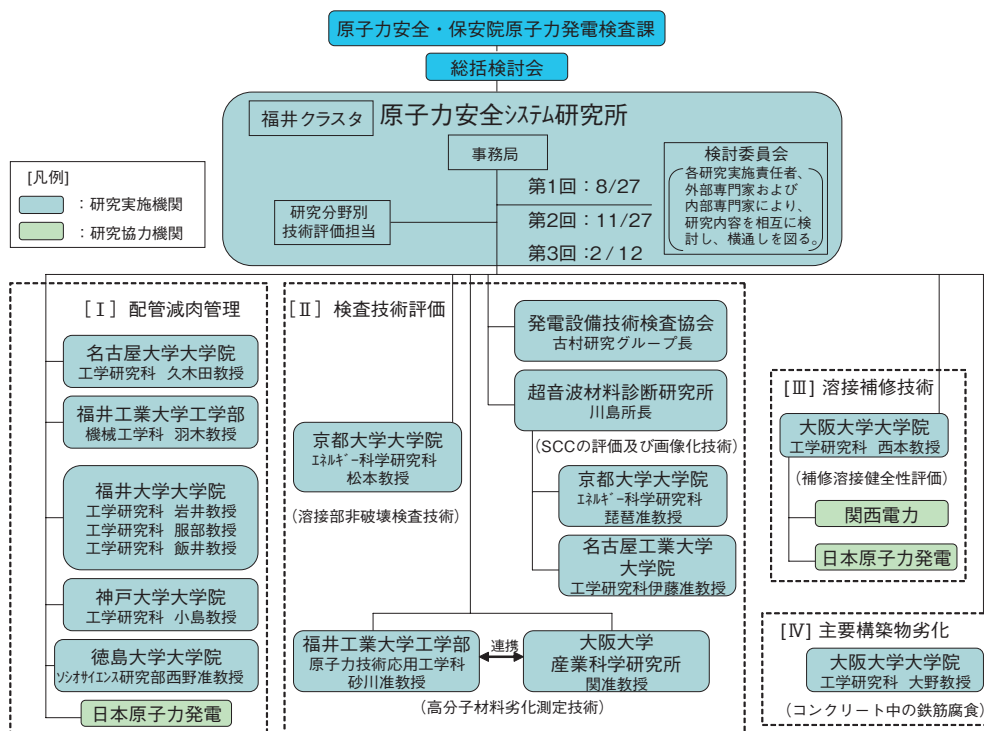 原子力安全・保安院原子力発電検査課
総括検討会
福井クラスタ
原子力安全システム研究所
事務局
検討委員会
各研究実施責任者、
外部専門家および
内部専門家により、
研究内容を相互に検
討し、横通しを図る。
第1回：8/27
第2回：11/27
第3回：2/12
研究分野別
技術評価担当
[凡例]
：研究実施機関
：研究協力機関
［Ⅰ］配管減肉管理
名古屋大学大学院
工学研究科 久木田教授
福井工業大学工学部
機械工学科 羽木教授
福井大学大学院
工学研究科 岩井教授
工学研究科 服部教授
工学研究科 飯井教授
神戸大学大学院
工学研究科 小島教授
徳島大学大学院
ソシオサイエンス研究部西野准教授
日本原子力発電
［Ⅱ］検査技術評価
京都大学大学院
エネルギー科学研究科
松本教授
（溶接部非破壊検査技術）
発電設備技術検査協会
古村研究グループ長
超音波材料診断研究所
川島所長
（SCCの評価及び画像化技術）
京都大学大学院
エネルギー科学研究科
琵琶准教授
名古屋工業大学
大学院
工学研究科伊藤准教授
福井工業大学工学部
原子力技術応用工学科
砂川准教授
連携
大阪大学
産業科学研究所
関准教授
（高分子材料劣化測定技術）
[Ⅲ] 溶接補修技術
大阪大学大学院
工学研究科 西本教授
（補修溶接健全性評価）
関西電力
日本原子力発電
[Ⅳ] 主要構築物劣化
大阪大学大学院
工学研究科 大野教授
（コンクリート中の鉄筋腐食）